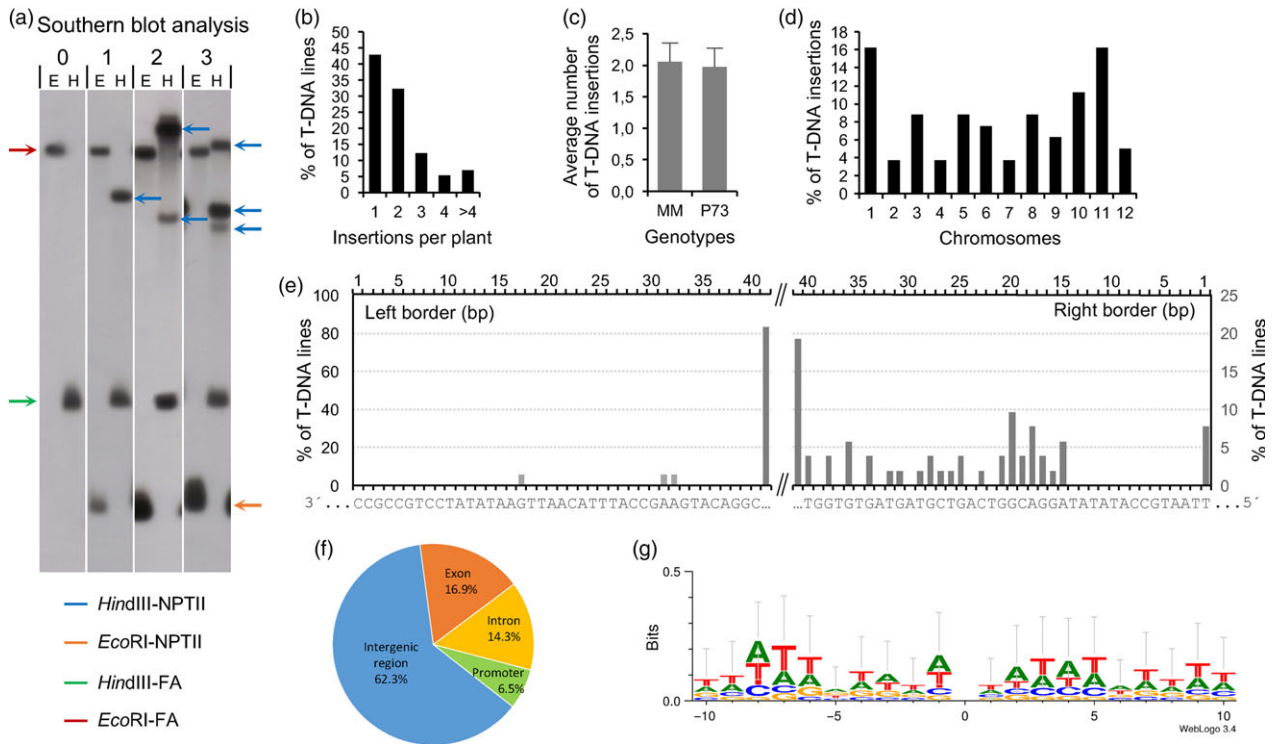 (a) Southern blot analysis
0 1 2 3
E H E H E H E H
HindIII-NPTII
EcoRI-NPTII
HindIII-FA
EcoRI-FA
(b)
% of T-DNA lines
50
45
40
35
30
25
20
15
10
5
0
1 2 3 4 >4
Insertions per plant
(c)
Average number
of T-DNA insertions
2,5
2,0
1,5
1,0
0,5
0,0
MM P73
Genotypes
(d)
% of T-DNA insertions
18
16
14
12
10
8
6
4
2
0
1 2 3 4 5 6 7 8 9 10 11 12
Chromosomes
(e)
1 5 10 15 20 25 30 35 40 // 40 35 30 25 20 15 10 5 1
Left border (bp) Right border (bp)
% of T-DNA lines
100
80
60
40
20
0
25
20
15
10
5
0
% of T-DNA lines
3´ ...CCGCCGTCCTATATAAGTTAACATTTACCGAAGTACAGGC... // ...TGGTGTGATGATGCTGACTGGCAGGATATATACCGTAATT...5´
(f)
Exon
16.9%
Intron
14.3%
Promoter
6.5%
Intergenic
region
62.3%
(g)
Bits
0.5
0.0
−10 −5 0 5 10
WebLogo 3.4